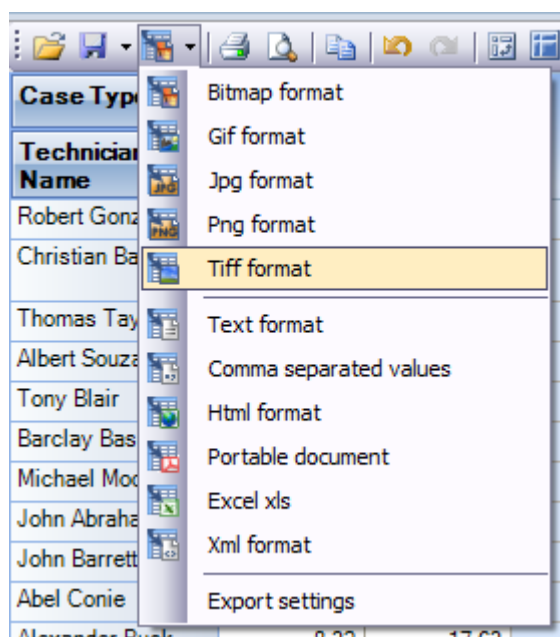 Case Typ
Technician
Name
Robert Gonz
Christian Ba
Thomas Tay
Albert Souza
Tony Blair
Barclay Bas
Michael Moo
John Abraha
John Barrett
Abel Conie
Bitmap format
Gif format
Jpg format
Png format
Tiff format
Text format
Comma separated values
Html format
Portable document
Excel xls
Xml format
Export settings